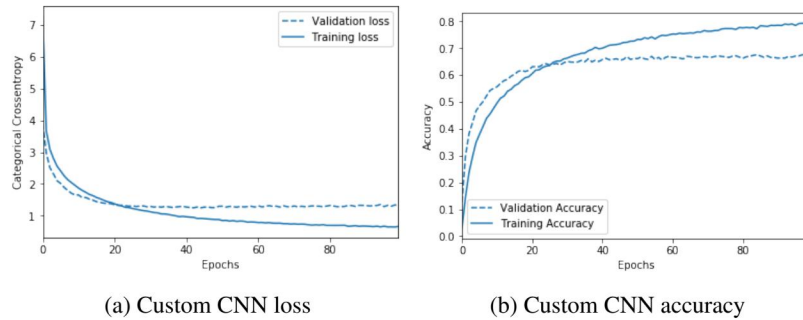 Validation loss
Training loss
7
6
5
4
3
2
1
0
20
40
60
80
Categorical Crossentropy
Epochs
(a) Custom CNN loss
0.8
0.7
0.6
0.5
0.4
0.3
0.2
0.1
0.0
0
20
40
60
80
Accuracy
Validation Accuracy
Training Accuracy
Epochs
(b) Custom CNN accuracy